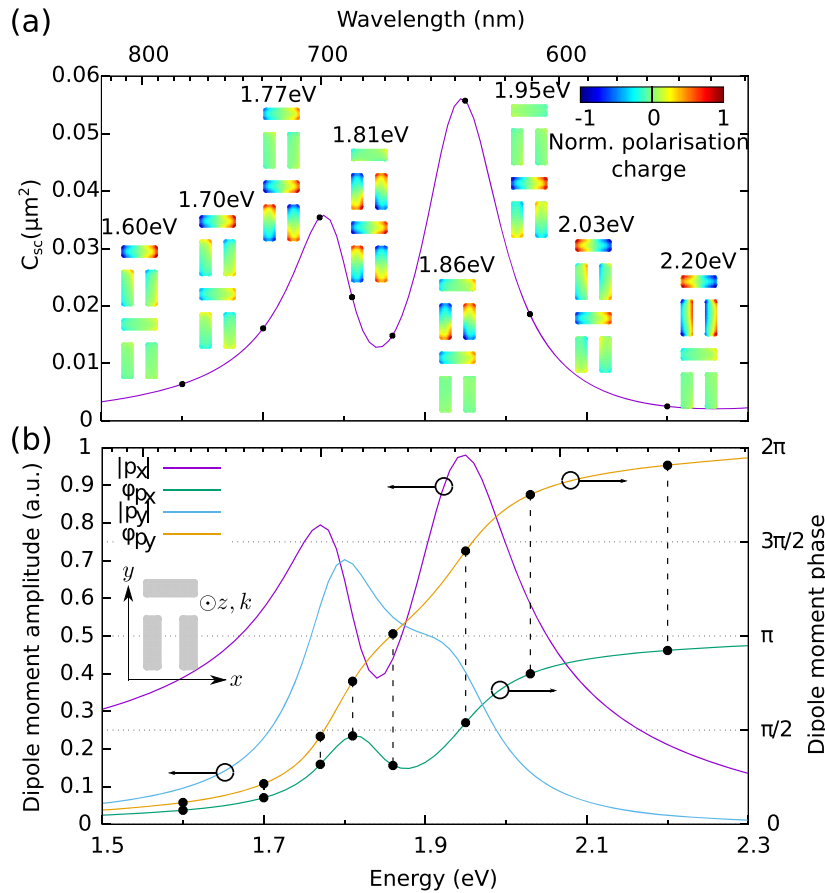 (a)
Wavelength (nm)
800 700 600
0.06
0.05
0.04
0.03
0.02
0.01
0
Csc(µm²)
1.60eV
1.70eV
1.77eV
1.81eV
1.86eV
1.95eV
2.03eV
2.20eV
-1 0 1
Norm. polarisation
charge
(b)
1
0.9
0.8
0.7
0.6
0.5
0.4
0.3
0.2
0.1
0
Dipole moment amplitude (a.u.)
|px|
φpx
|py|
φpy
y
⊙z, k
x
2π
3π/2
π
π/2
0
Dipole moment phase
1.5 1.7 1.9 2.1 2.3
Energy (eV)